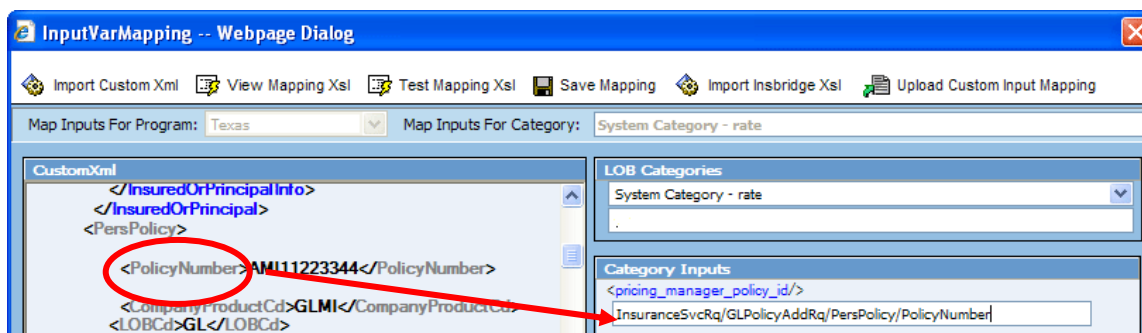 InputVarMapping -- Webpage Dialog
Import Custom Xml View Mapping Xsl Test Mapping Xsl Save Mapping Import Insbridge Xsl Upload Custom Input Mapping
Map Inputs For Program: Texas Map Inputs For Category: System Category - rate
CustomXml
</InsuredOrPrincipalInfo>
</InsuredOrPrincipal>
<PersPolicy>
<PolicyNumber>AMI11223344</PolicyNumber>
<CompanyProductCd>GLMI</CompanyProductCd>
<LOBCd>GL</LOBCd>
LOB Categories
System Category - rate
.
Category Inputs
<pricing_manager_policy_id/>
InsuranceSvcRq/GLPolicyAddRq/PersPolicy/PolicyNumber